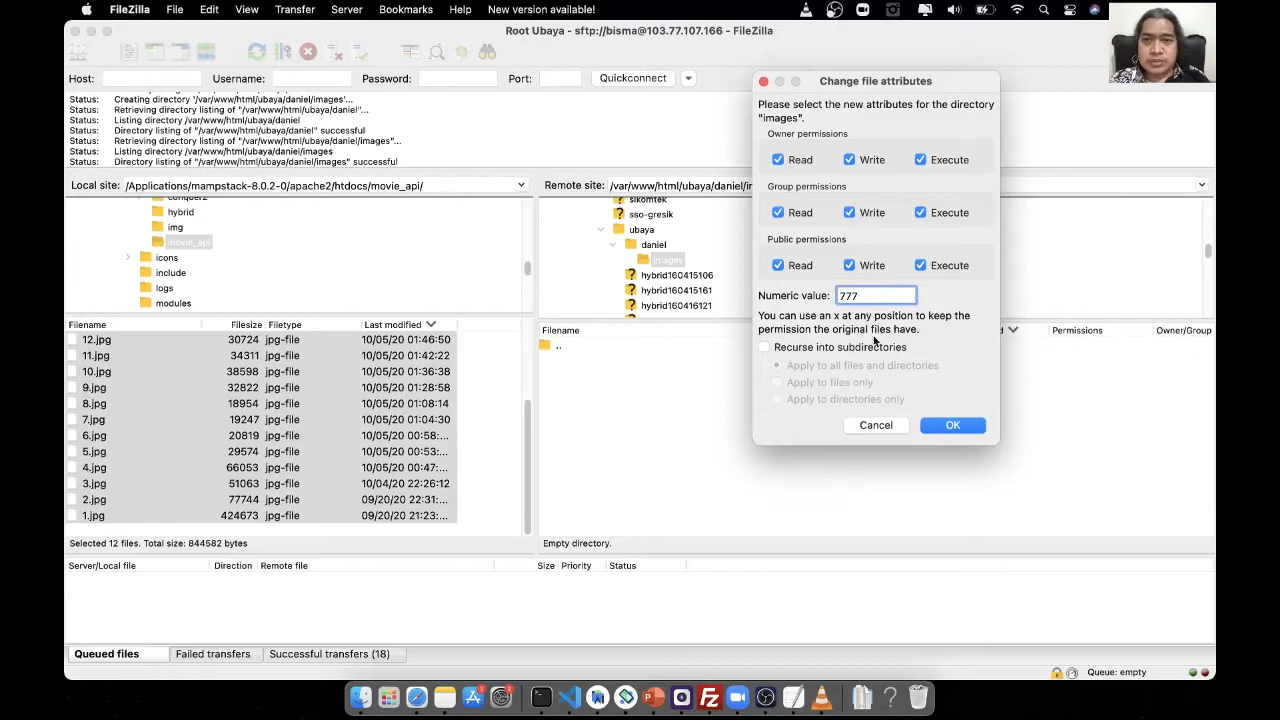 FileZilla File Edit View Transfer Server Bookmarks Help New version available!
Root Ubaya - sftp://bisma@103.77.107.166 - FileZilla
Host: Username: Password: Port: Quickconnect
Status: Creating directory '/var/www/html/ubaya/daniel/images'...
Status: Retrieving directory listing of "/var/www/html/ubaya/daniel"...
Status: Listing directory /var/www/html/ubaya/daniel
Status: Directory listing of "/var/www/html/ubaya/daniel" successful
Status: Retrieving directory listing of "/var/www/html/ubaya/daniel/images"...
Status: Listing directory /var/www/html/ubaya/daniel/images
Status: Directory listing of "/var/www/html/ubaya/daniel/images" successful
Local site: /Applications/mampstack-8.0.2-0/apache2/htdocs/movie_api/
hybrid
img
movie_api
icons
include
logs
modules
Filename Filesize Filetype Last modified
12.jpg 30724 jpg-file 10/05/20 01:46:50
11.jpg 34311 jpg-file 10/05/20 01:42:22
10.jpg 38598 jpg-file 10/05/20 01:36:38
9.jpg 32822 jpg-file 10/05/20 01:28:58
8.jpg 18954 jpg-file 10/05/20 01:08:14
7.jpg 19247 jpg-file 10/05/20 01:04:30
6.jpg 20819 jpg-file 10/05/20 00:58:...
5.jpg 29574 jpg-file 10/05/20 00:53:...
4.jpg 66053 jpg-file 10/05/20 00:47:...
3.jpg 51063 jpg-file 10/04/20 22:26:12
2.jpg 77744 jpg-file 09/20/20 22:31:...
1.jpg 424673 jpg-file 09/20/20 21:23:...
Selected 12 files. Total size: 844582 bytes
Remote site: /var/www/html/ubaya/daniel/im
sikomtek
sso-gresik
ubaya
daniel
images
hybrid160415106
hybrid160415161
hybrid160416121
Filename Permissions Owner/Group
..
Empty directory.
Change file attributes
Please select the new attributes for the directory
"images".
Owner permissions
Read Write Execute
Group permissions
Read Write Execute
Public permissions
Read Write Execute
Numeric value: 777
You can use an x at any position to keep the
permission the original files have.
Recurse into subdirectories
Apply to all files and directories
Apply to files only
Apply to directories only
Cancel OK
Server/Local file Direction Remote file Size Priority Status
Queued files Failed transfers Successful transfers (18)
Queue: empty